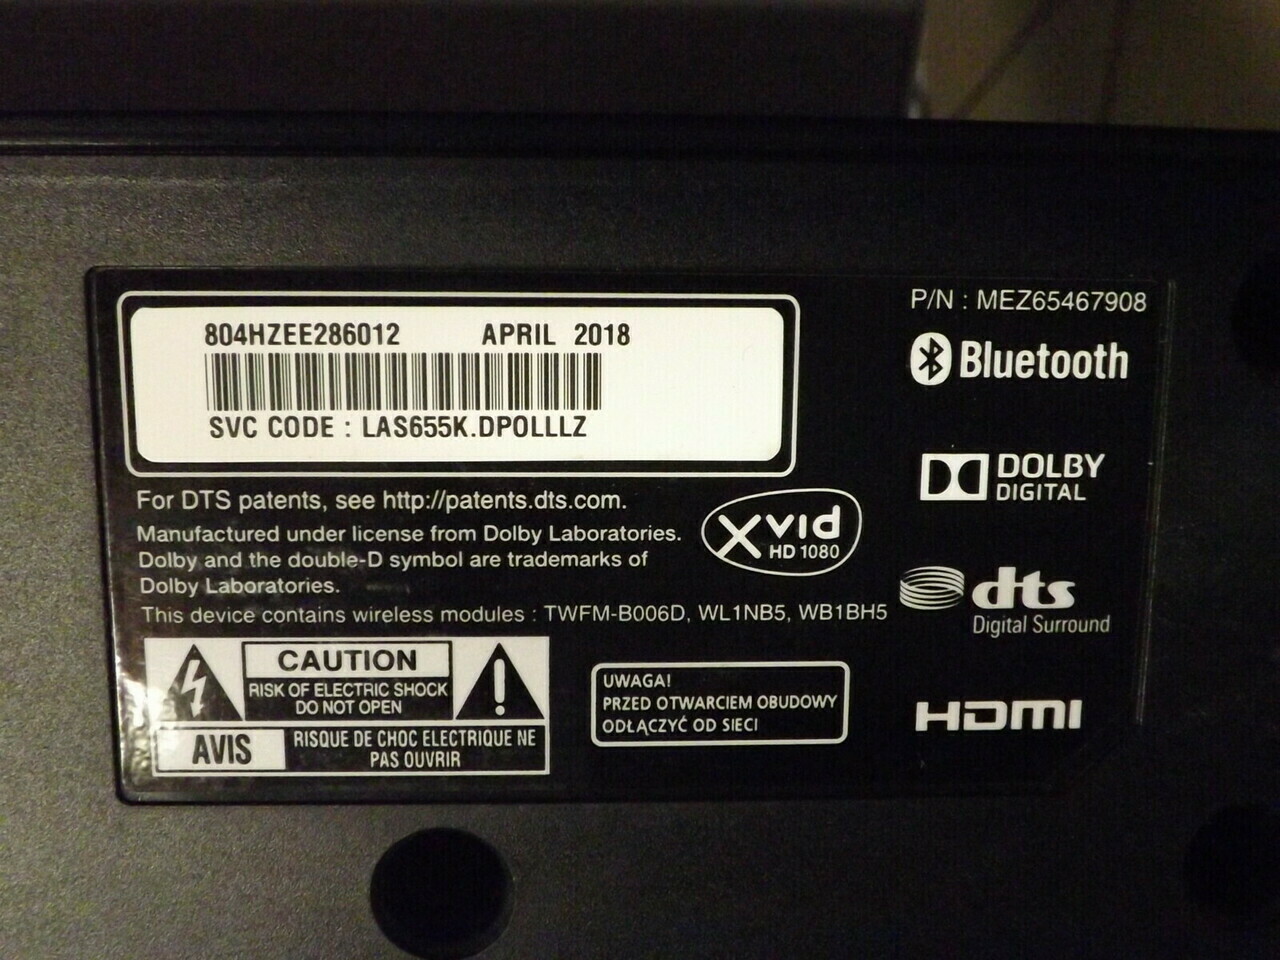 804HZEE286012 APRIL 2018
SVC CODE : LAS655K.DPOLLLZ
P/N : MEZ65467908
Bluetooth
DOLBY
DIGITAL
For DTS patents, see http://patents.dts.com.
Manufactured under license from Dolby Laboratories.
Dolby and the double-D symbol are trademarks of
Dolby Laboratories.
xvid
HD 1080
dts
Digital Surround
This device contains wireless modules : TWFM-B006D, WL1NB5, WB1BH5
CAUTION
RISK OF ELECTRIC SHOCK
DO NOT OPEN
AVIS
RISQUE DE CHOC ELECTRIQUE NE
PAS OUVRIR
UWAGA!
PRZED OTWARCIEM OBUDOWY
ODŁĄCZYĆ OD SIECI
HDMI